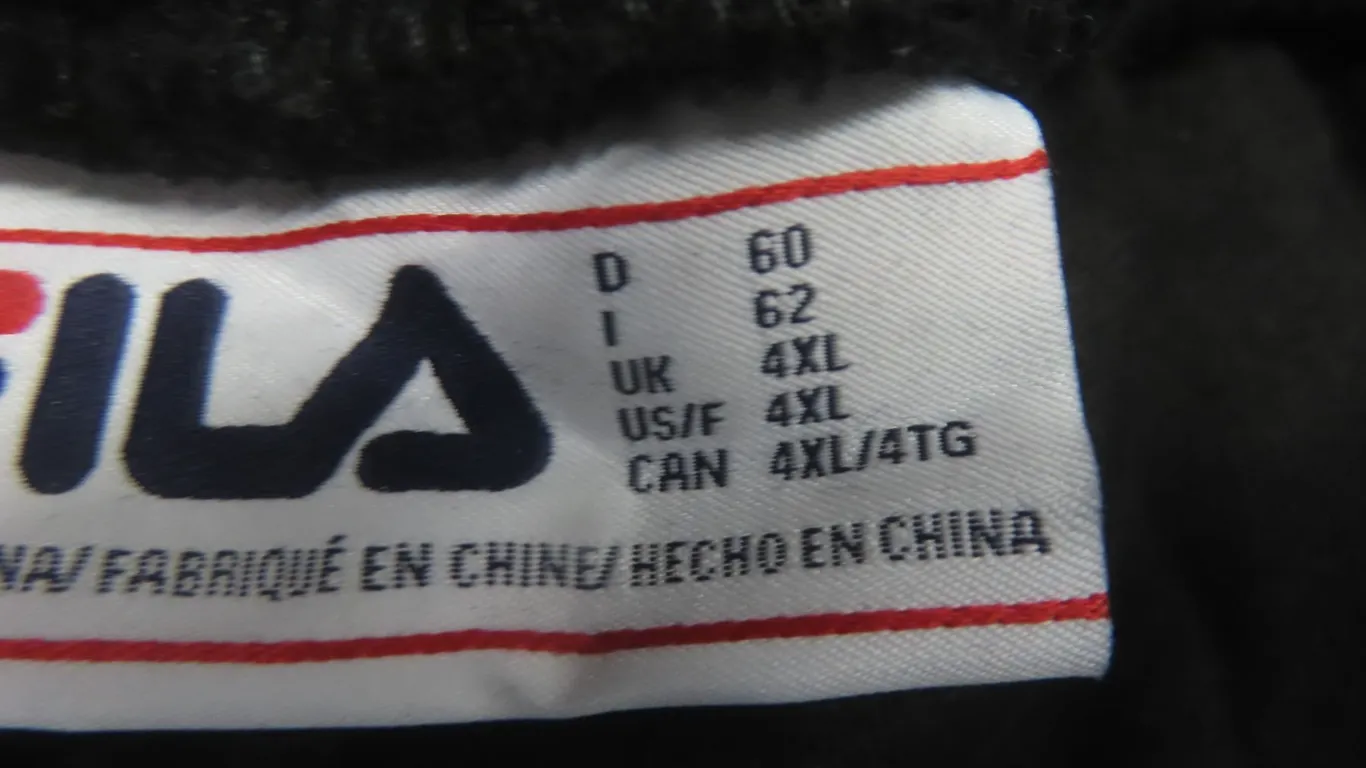 FILA
D 60
I 62
UK 4XL
US/F 4XL
CAN 4XL/4TG
NA/FABRIQUÉ EN CHINE/HECHO EN CHINA